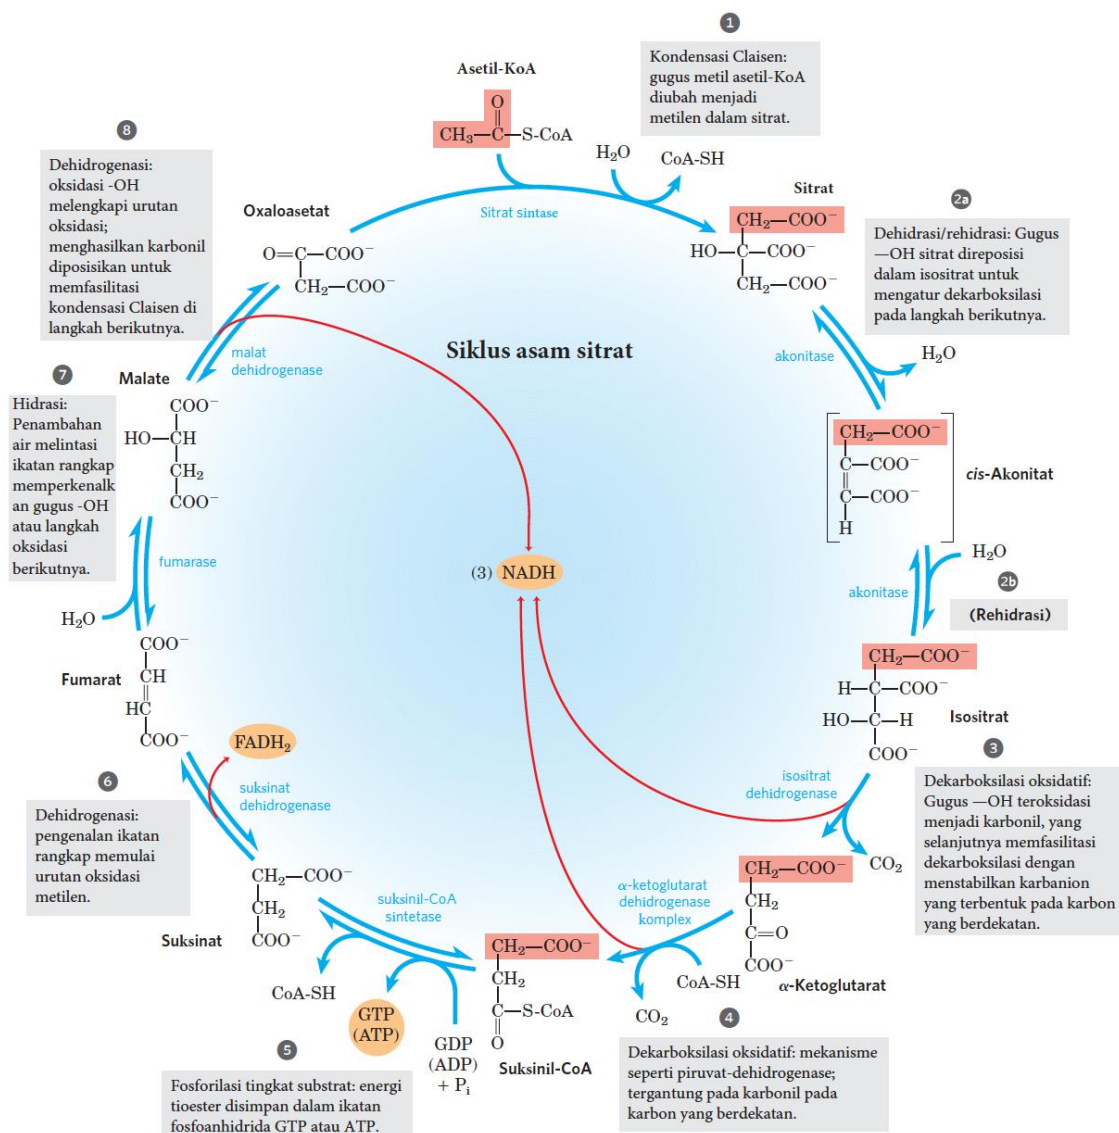 Siklus asam sitrat
1
Kondensasi Claisen:
gugus metil asetil-KoA
diubah menjadi
metilen dalam sitrat.
Asetil-KoA
O
CH₃—C—S-CoA
H₂O
CoA-SH
Sitrat sintase
Sitrat
CH₂—COO⁻
HO—C—COO⁻
CH₂—COO⁻
2a
Dehidrasi/rehidrasi: Gugus
—OH sitrat direposisi
dalam isositrat untuk
mengatur dekarboksilasi
pada langkah berikutnya.
akonitase
H₂O
CH₂—COO⁻
C—COO⁻
C—COO⁻
H
cis-Akonitat
akonitase
H₂O
2b
(Rehidrasi)
CH₂—COO⁻
H—C—COO⁻
HO—C—H
COO⁻
Isositrat
3
Dekarboksilasi oksidatif:
Gugus —OH teroksidasi
menjadi karbonil, yang
selanjutnya memfasilitasi
dekarboksilasi dengan
menstabilkan karbanion
yang terbentuk pada karbon
yang berdekatan.
isositrat
dehidrogenase
CO₂
CH₂—COO⁻
CH₂
C=O
COO⁻
α-Ketoglutarat
α-ketoglutarat
dehidrogenase
komplex
CoA-SH
CO₂
4
Dekarboksilasi oksidatif: mekanisme
seperti piruvat-dehidrogenase;
tergantung pada karbonil pada
karbon yang berdekatan.
CH₂—COO⁻
CH₂
C—S-CoA
O
Suksinil-CoA
suksinil-CoA
sintetase
CoA-SH
GTP
(ATP)
GDP
(ADP)
+ Pᵢ
5
Fosforilasi tingkat substrat: energi
tioester disimpan dalam ikatan
fosfoanhidrida GTP atau ATP.
CH₂—COO⁻
CH₂
COO⁻
Suksinat
6
Dehidrogenasi:
pengenalan ikatan
rangkap memulai
urutan oksidasi
metilen.
suksinat
dehidrogenase
FADH₂
COO⁻
CH
HC
COO⁻
Fumarat
H₂O
fumarase
7
Hidrasi:
Penambahan
air melintasi
ikatan rangkap
memperkenalk
an gugus -OH
atau langkah
oksidasi
berikutnya.
Malate
COO⁻
HO—CH
CH₂
COO⁻
malat
dehidrogenase
8
Dehidrogenasi:
oksidasi -OH
melengkapi urutan
oksidasi;
menghasilkan karbonil
diposisikan untuk
memfasilitasi
kondensasi Claisen di
langkah berikutnya.
Oxaloasetat
O=C—COO⁻
CH₂—COO⁻
(3) NADH